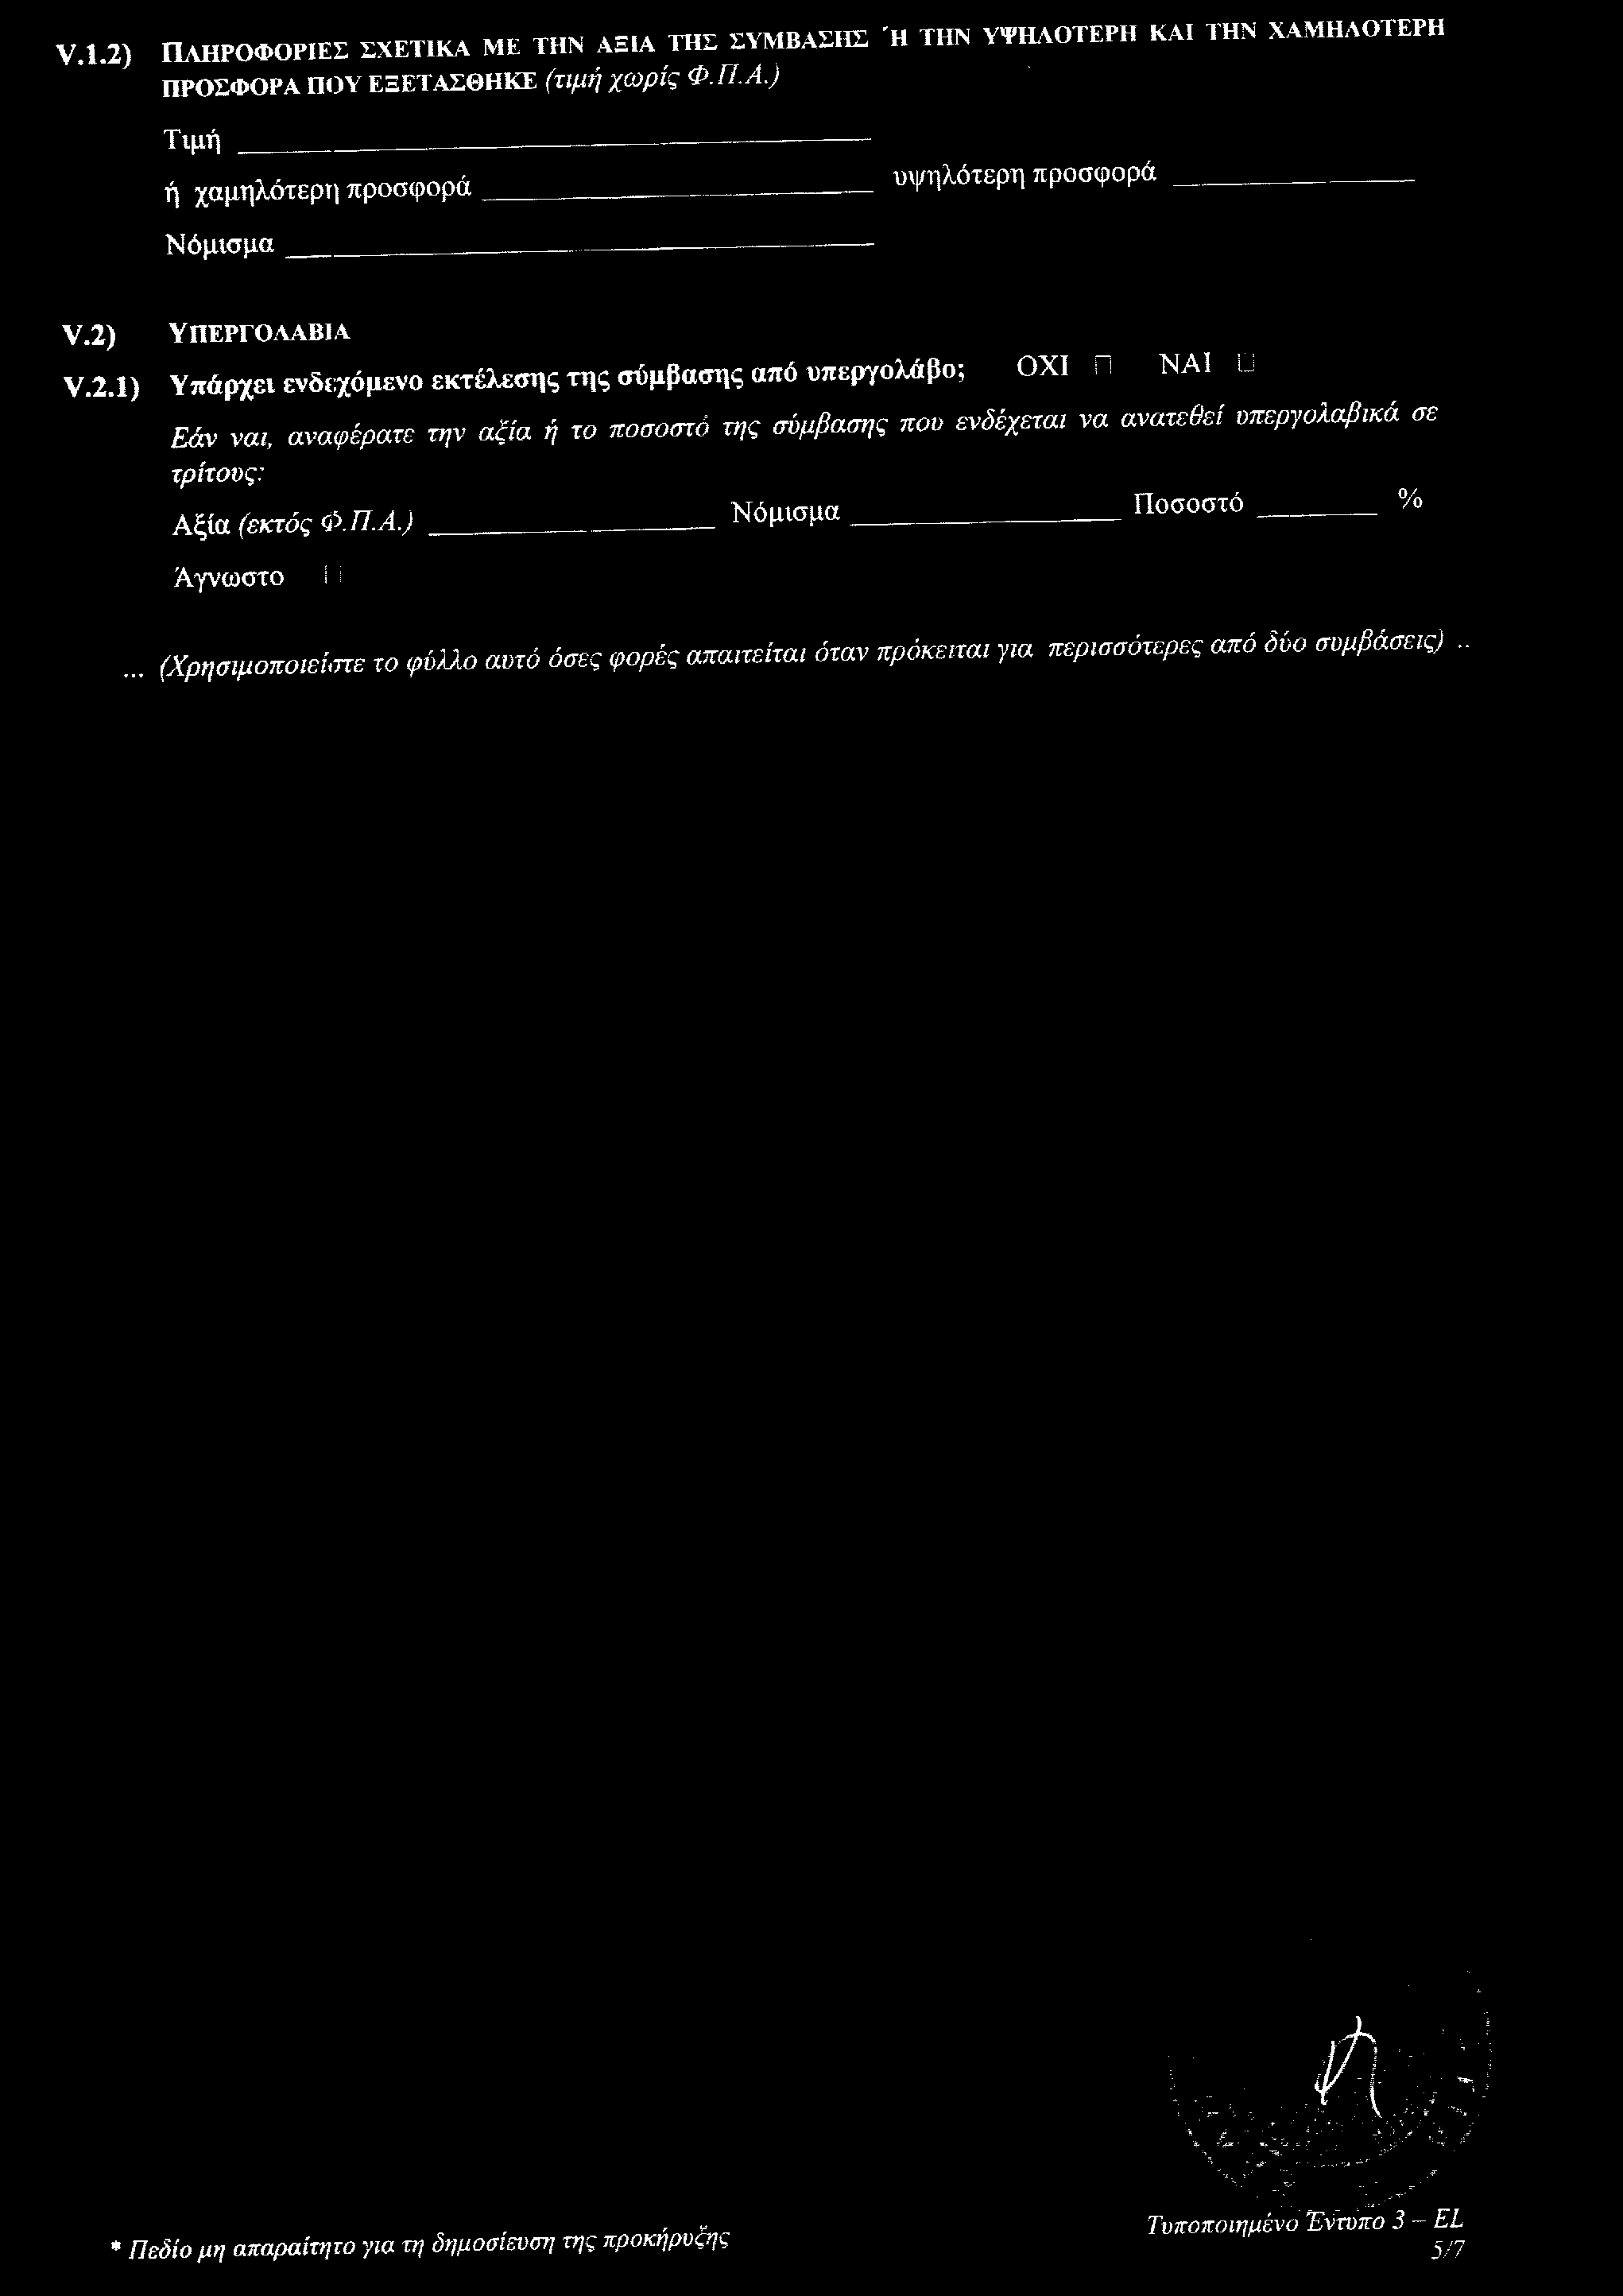 V.1.2) ΠΛΗΡΟΦΟΡΙΕΣ ΣΧΕΤΙΚΑ ΜΕ ΤΗΝ ΑΞΙΑ ΤΗΣ ΣΥΜΒΑΣΗΣ Ή ΤΗΝ ΥΨΗΛΟΤΕΡΗ ΚΑΙ ΤΗΝ ΧΑΜΗΛΟΤΕΡΗ
ΠΡΟΣΦΟΡΑ ΠΟΥ ΕΞΕΤΑΣΘΗΚΕ (τιμή χωρίς Φ.Π.Α.)
Τιμή
ή χαμηλότερη προσφορά υψηλότερη προσφορά
Νόμισμα
V.2) ΥΠΕΡΓΟΛΑΒΙΑ
V.2.1) Υπάρχει ενδεχόμενο εκτέλεσης της σύμβασης από υπεργολάβο; ΟΧΙ □ ΝΑΙ □
Εάν ναι, αναφέρατε την αξία ή το ποσοστό της σύμβασης που ενδέχεται να ανατεθεί υπεργολαβικά σε
τρίτους:
Αξία (εκτός Φ.Π.Α.) Νόμισμα Ποσοστό %
Άγνωστο □
... (Χρησιμοποιείστε το φύλλο αυτό όσες φορές απαιτείται όταν πρόκειται για περισσότερες από δύο συμβάσεις) ..
* Πεδίο μη απαραίτητο για τη δημοσίευση της προκήρυξης
Τυποποιημένο Έντυπο 3 – EL
5/7